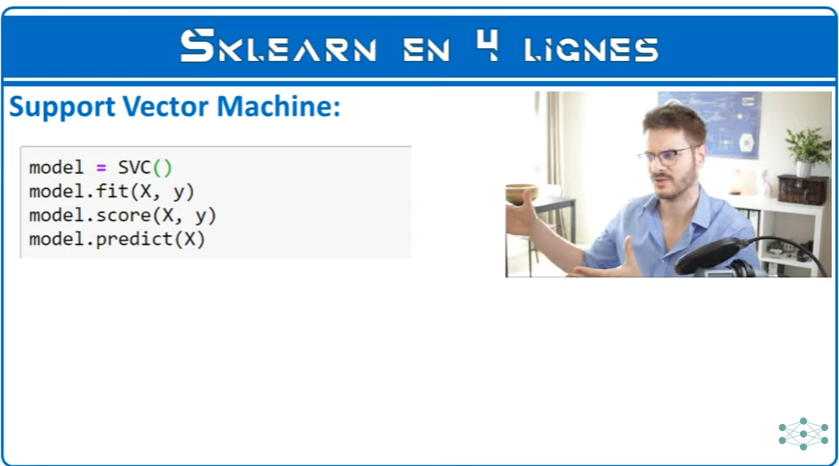 Sklearn en 4 lignes
Support Vector Machine:
model = SVC()
model.fit(X, y)
model.score(X, y)
model.predict(X)